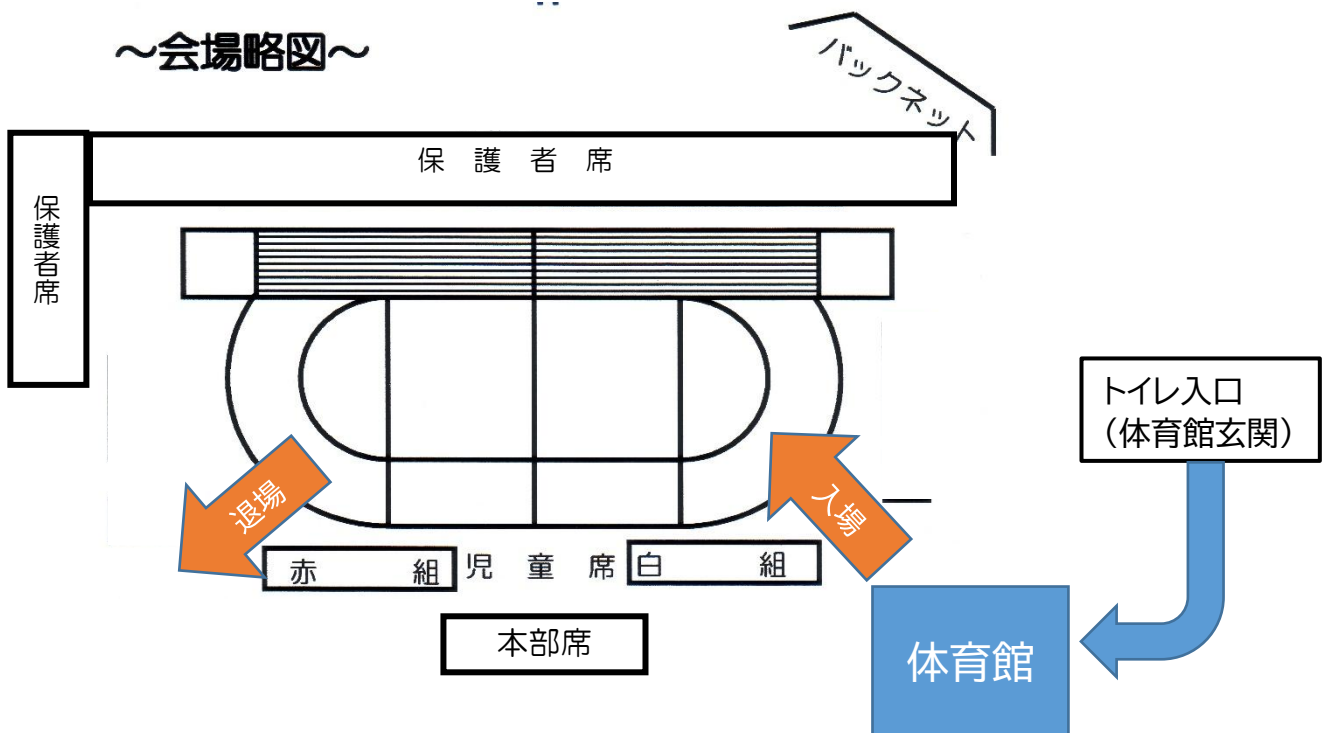 ～会場略図～
バックネット
保護者席
保護者席
トイレ入口
（体育館玄関）
退場
入場
赤組
児童席
白組
本部席
体育館